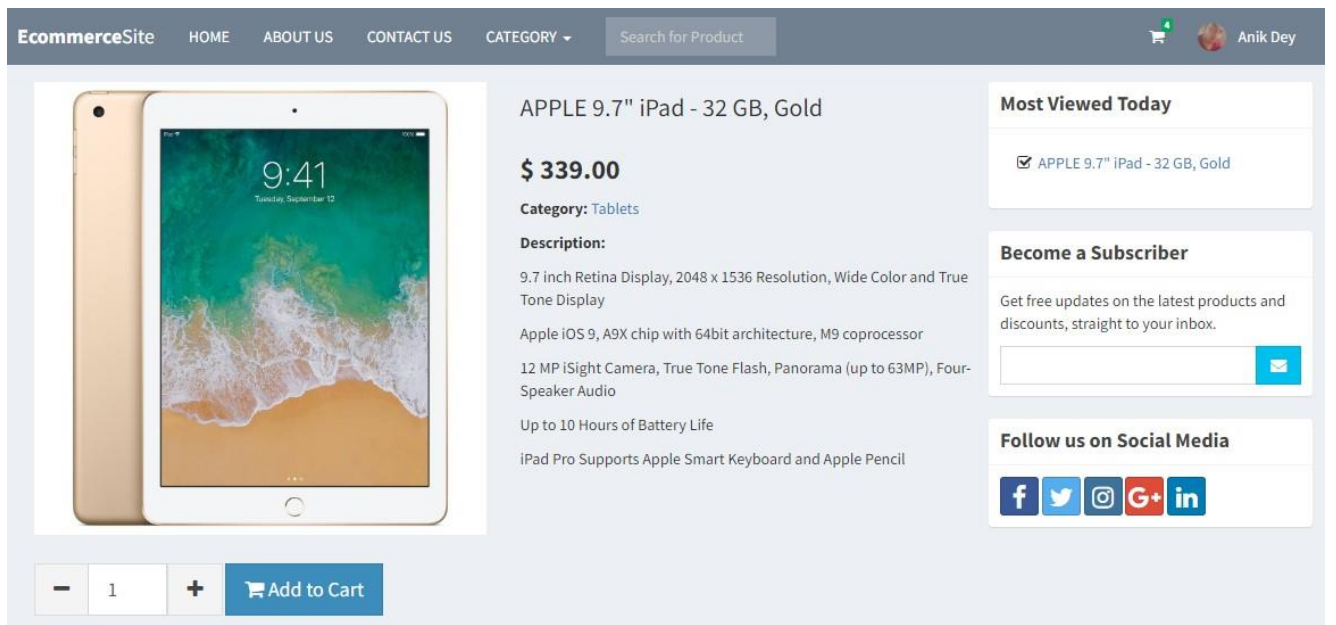 EcommerceSite HOME ABOUT US CONTACT US CATEGORY Search for Product 4 Anik Dey
9:41
Tuesday, September 12
APPLE 9.7" iPad - 32 GB, Gold
$ 339.00
Category: Tablets
Description:
9.7 inch Retina Display, 2048 x 1536 Resolution, Wide Color and True
Tone Display
Apple iOS 9, A9X chip with 64bit architecture, M9 coprocessor
12 MP iSight Camera, True Tone Flash, Panorama (up to 63MP), Four-
Speaker Audio
Up to 10 Hours of Battery Life
iPad Pro Supports Apple Smart Keyboard and Apple Pencil
Most Viewed Today
APPLE 9.7" iPad - 32 GB, Gold
Become a Subscriber
Get free updates on the latest products and
discounts, straight to your inbox.
Follow us on Social Media
f G+ in
1 Add to Cart